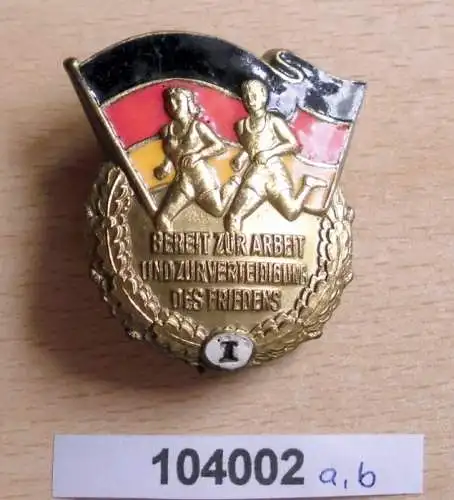 BEREIT ZUR ARBEIT
UND ZUR VERTEIDIGUNG
DES FRIEDENS
I
104002 a,b